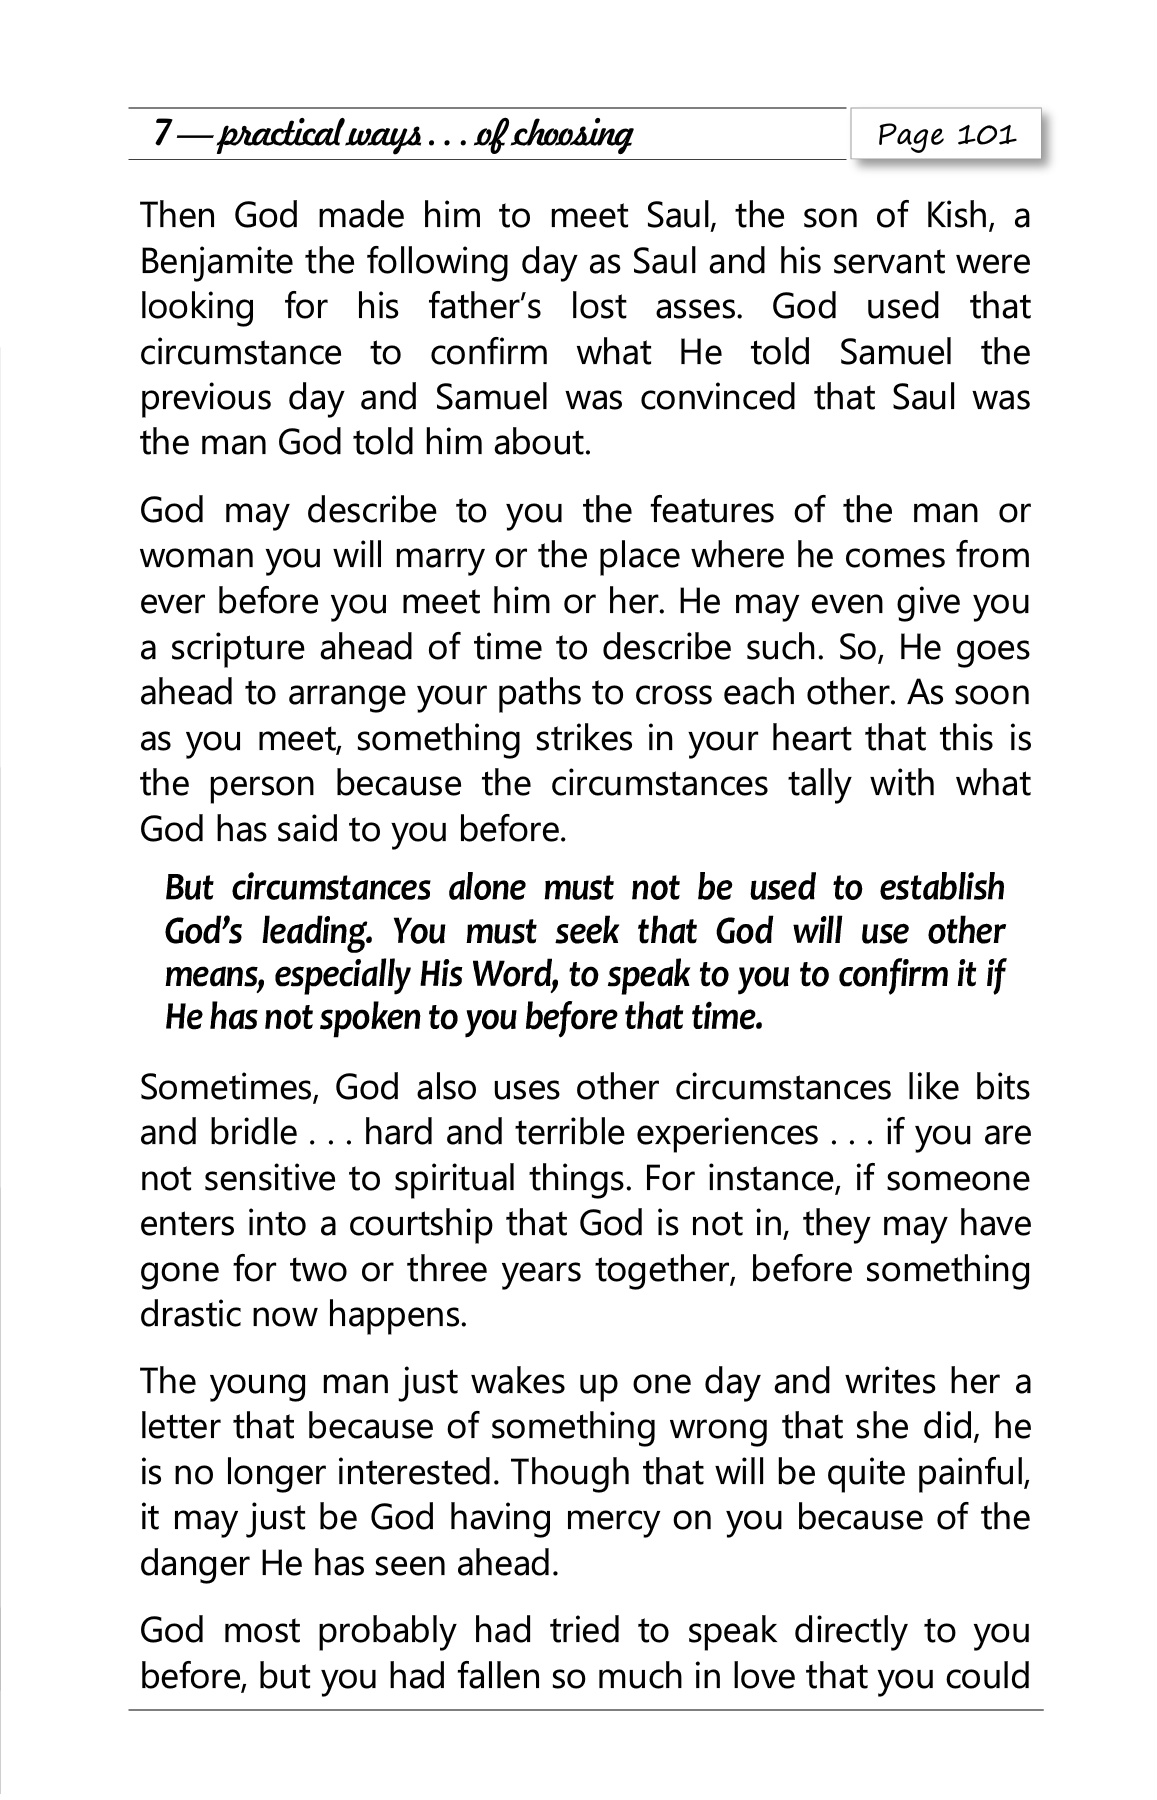 7 — practical ways . . . of choosing
Page 101
Then God made him to meet Saul, the son of Kish, a
Benjamite the following day as Saul and his servant were
looking for his father’s lost asses. God used that
circumstance to confirm what He told Samuel the
previous day and Samuel was convinced that Saul was
the man God told him about.
God may describe to you the features of the man or
woman you will marry or the place where he comes from
ever before you meet him or her. He may even give you
a scripture ahead of time to describe such. So, He goes
ahead to arrange your paths to cross each other. As soon
as you meet, something strikes in your heart that this is
the person because the circumstances tally with what
God has said to you before.
But circumstances alone must not be used to establish
God’s leading. You must seek that God will use other
means, especially His Word, to speak to you to confirm it if
He has not spoken to you before that time.
Sometimes, God also uses other circumstances like bits
and bridle . . . hard and terrible experiences . . . if you are
not sensitive to spiritual things. For instance, if someone
enters into a courtship that God is not in, they may have
gone for two or three years together, before something
drastic now happens.
The young man just wakes up one day and writes her a
letter that because of something wrong that she did, he
is no longer interested. Though that will be quite painful,
it may just be God having mercy on you because of the
danger He has seen ahead.
God most probably had tried to speak directly to you
before, but you had fallen so much in love that you could